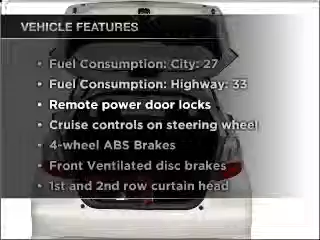 VEHICLE FEATURES
• Fuel Consumption: City: 27
• Fuel Consumption: Highway: 33
• Remote power door locks
• Cruise controls on steering wheel
• 4-wheel ABS Brakes
• Front Ventilated disc brakes
• 1st and 2nd row curtain head